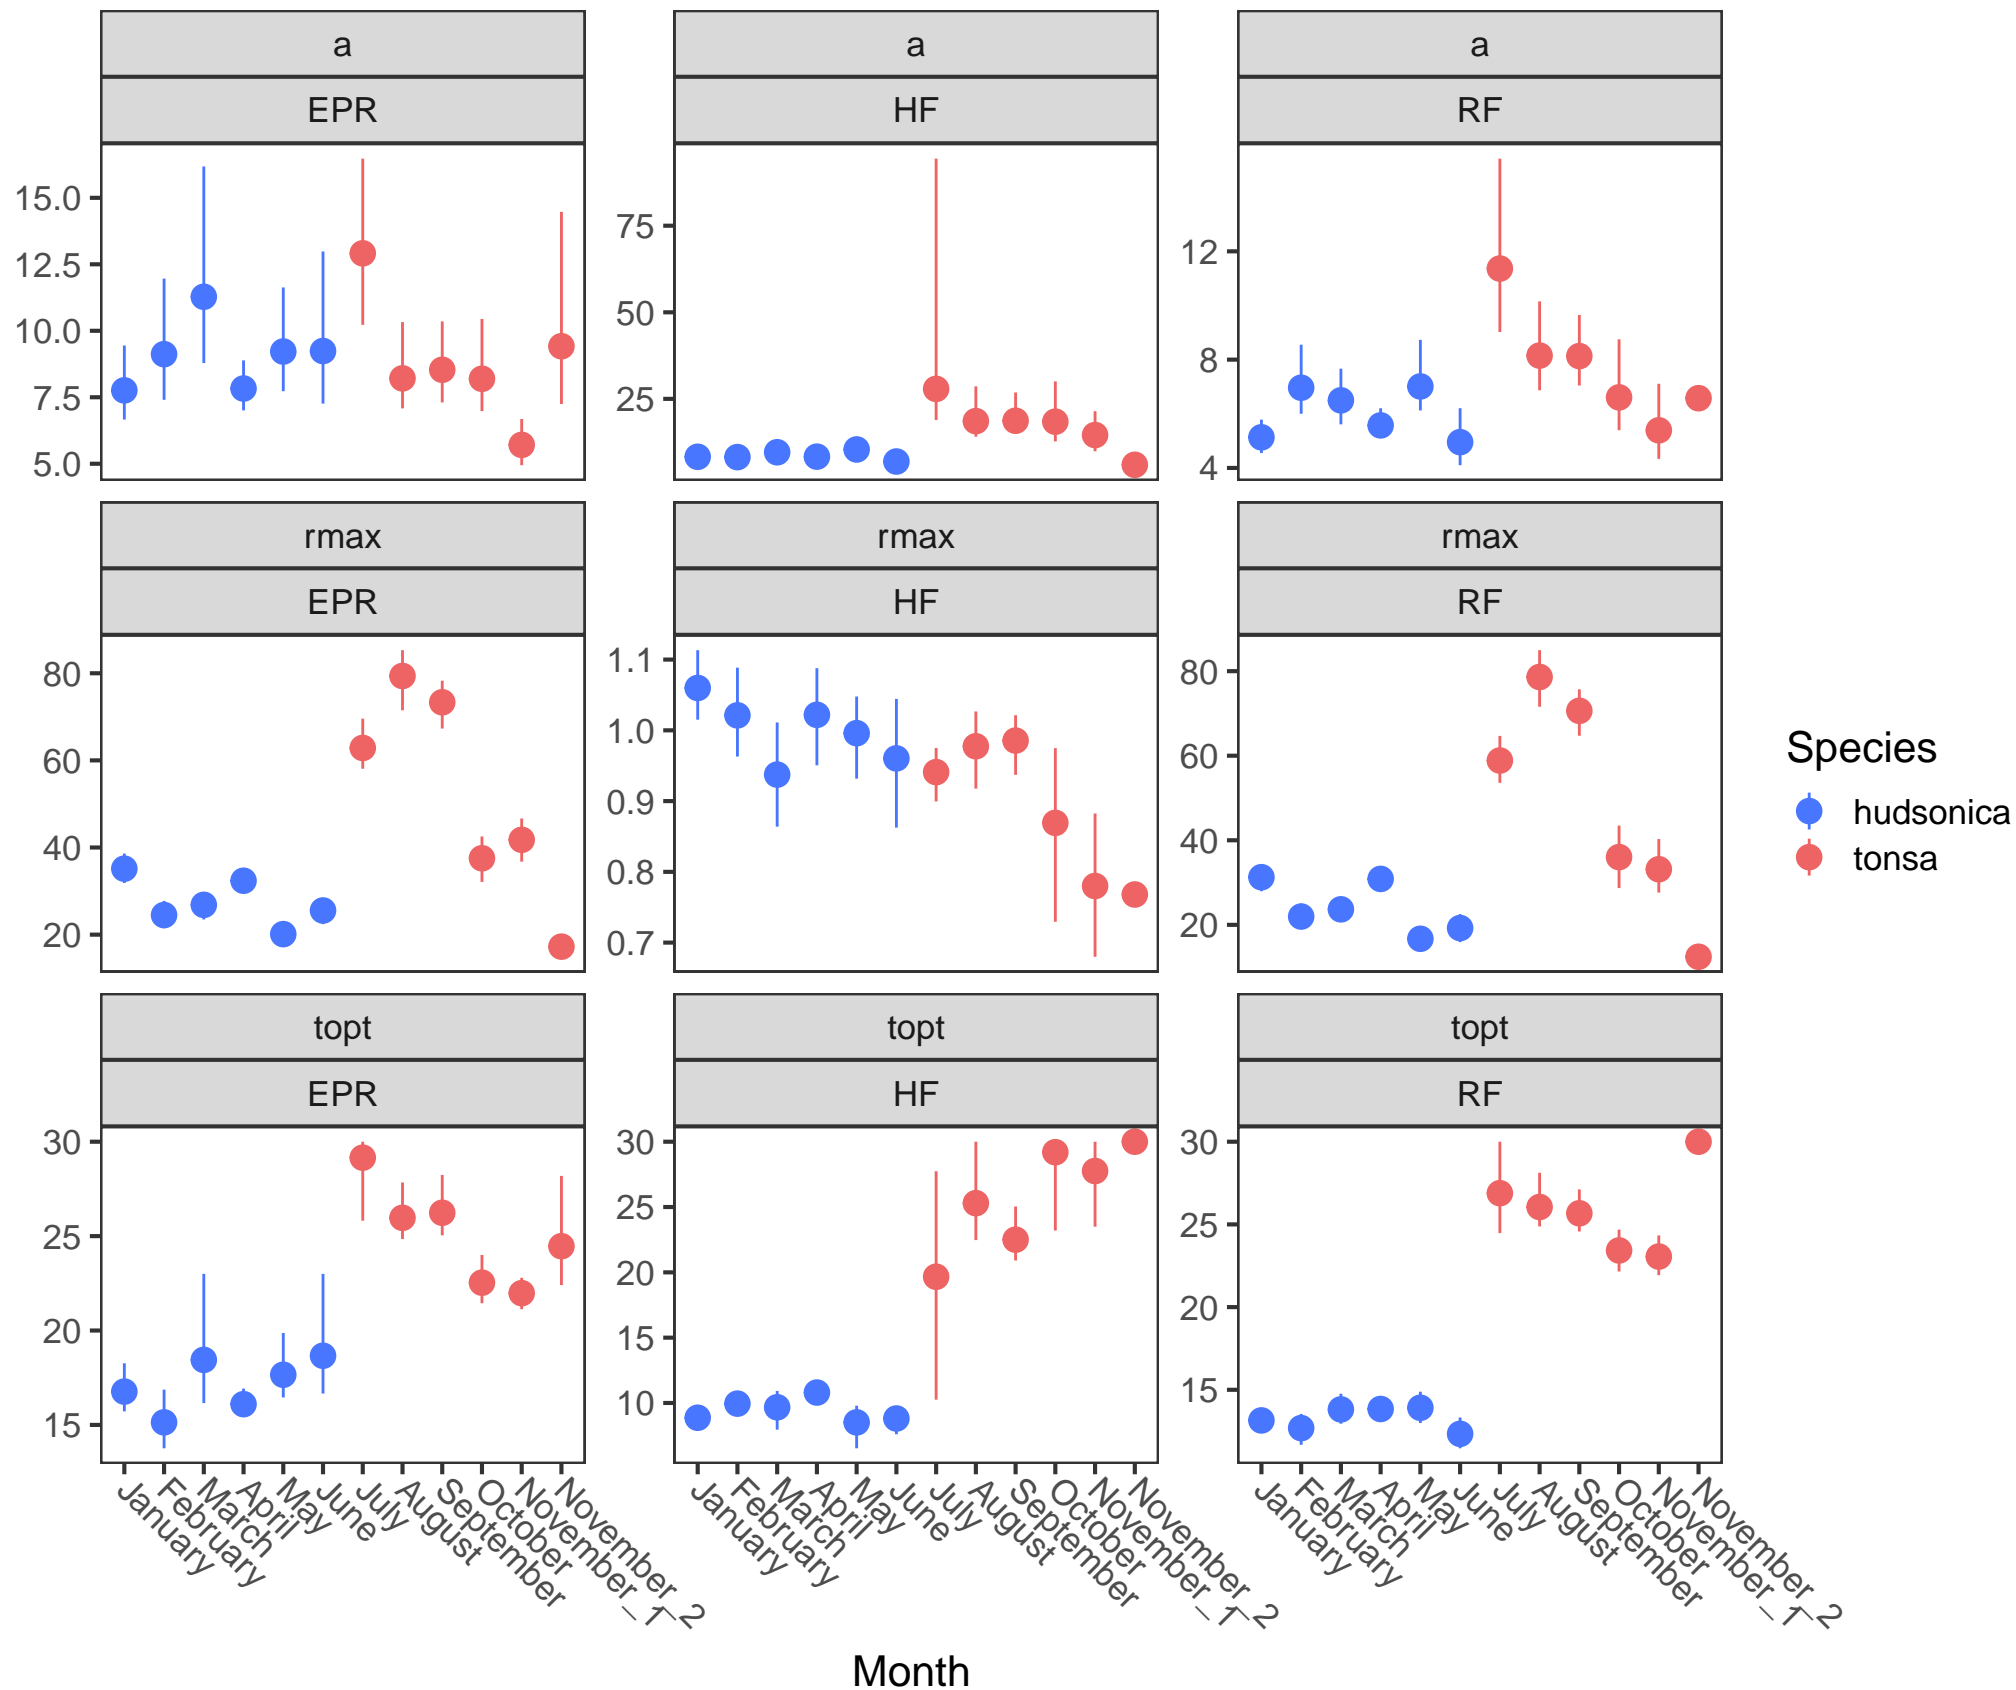 a
a
a
EPR
HF
RF
15.0
12.5
10.0
7.5
5.0
75
50
25
12
8
4
rmax
rmax
rmax
EPR
HF
RF
80
60
40
20
1.1
1.0
0.9
0.8
0.7
80
60
40
20
Species
hudsonica
tonsa
topt
topt
topt
EPR
HF
RF
30
25
20
15
30
25
20
15
10
30
25
20
15
January
February
March
April
May
June
July
August
September
October
November_1
November_2
January
February
March
April
May
June
July
August
September
October
November_1
November_2
January
February
March
April
May
June
July
August
September
October
November_1
November_2
Month